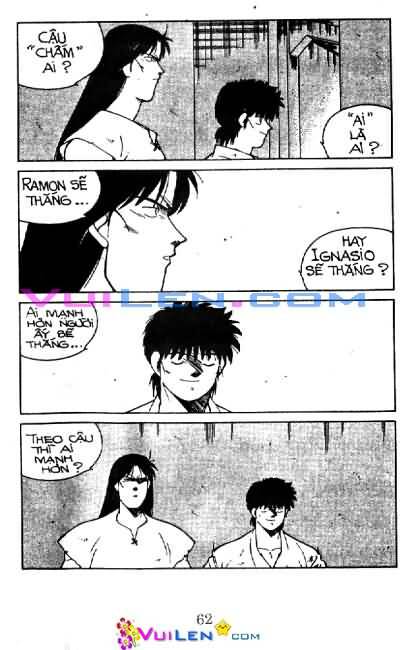 CẬU
"CHẤM"
AI ?
"AI"
LÀ
AI ?
RAMON SẼ
THẮNG...
HAY
IGNASIO
SẼ THẮNG ?
VUILEN.COM
AI MẠNH
HƠN NGƯỜI
ẤY SẼ
THẮNG...
THEO CẬU
THÌ AI
MẠNH
HƠN ?
62
VUILEN.COM